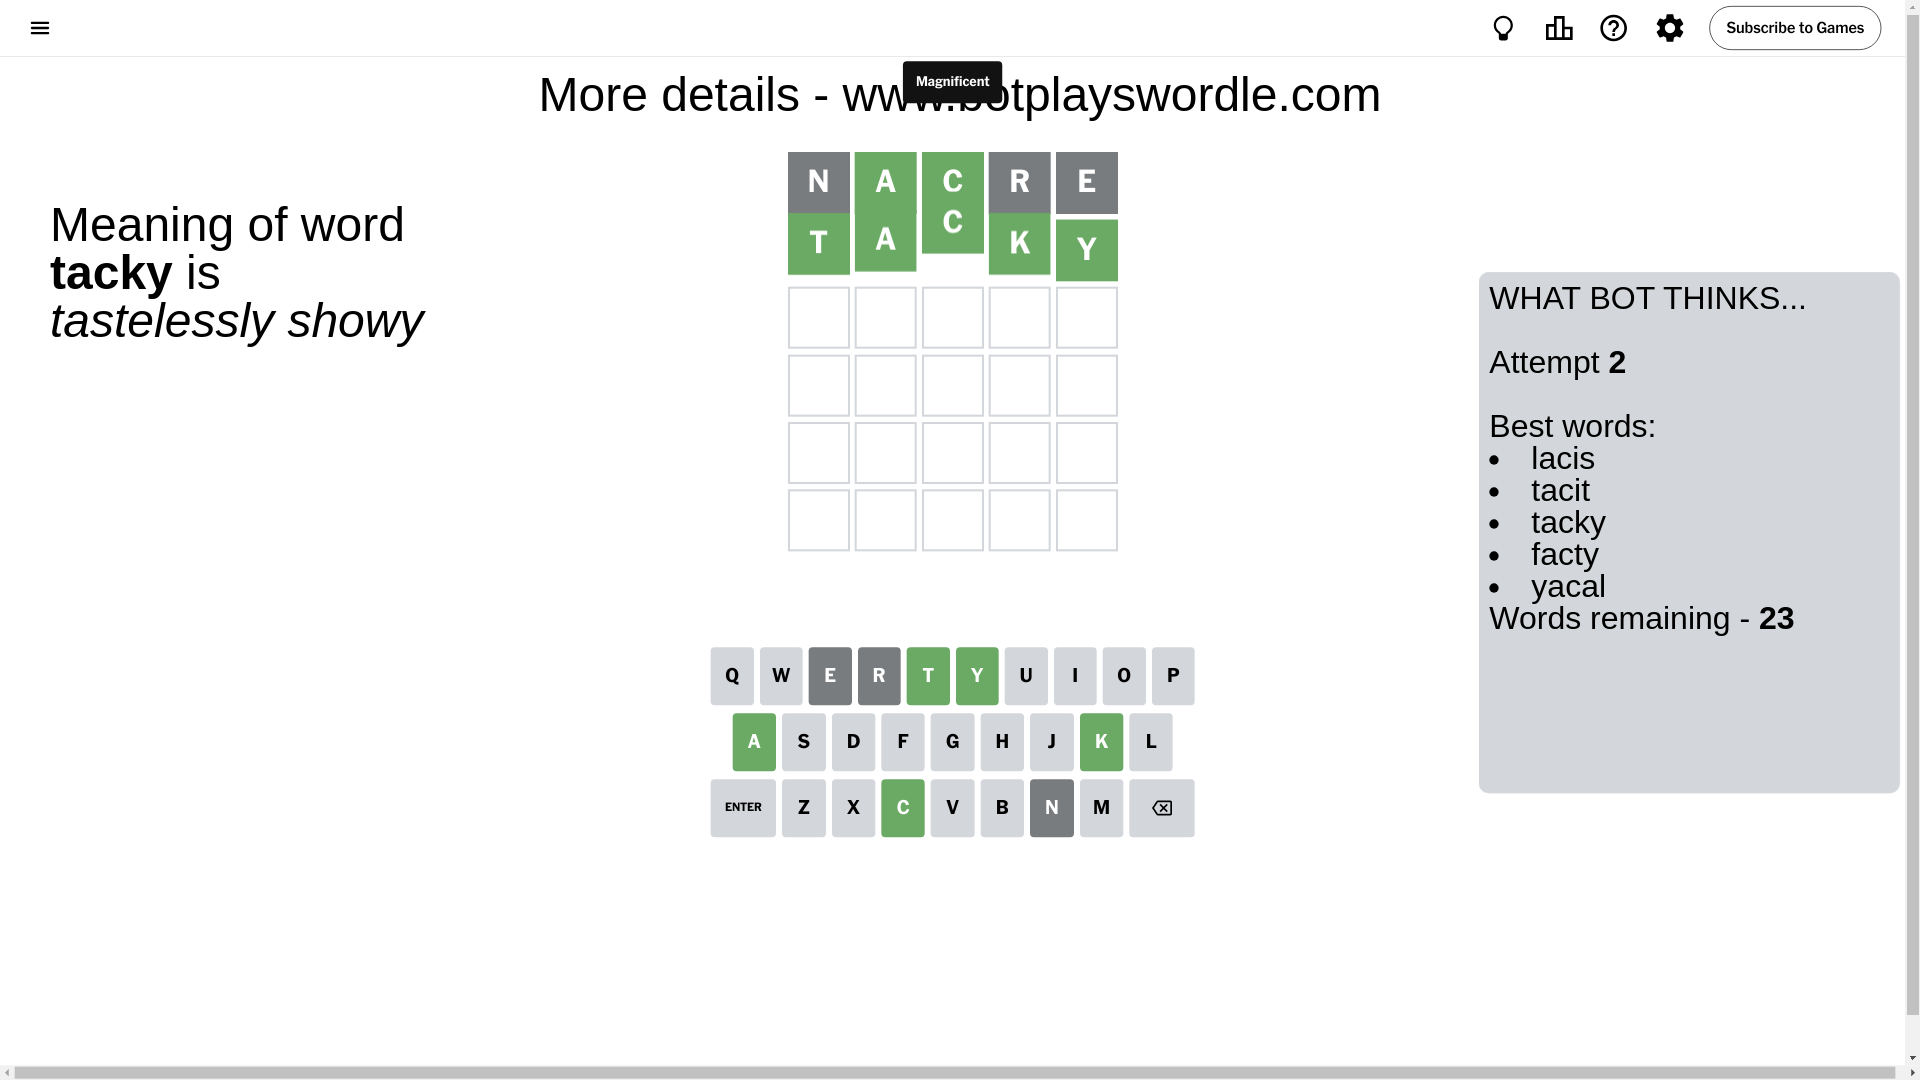 Subscribe to Games
Magnificent
More details - www.botplayswordle.com
Meaning of word
tacky is
tastelessly showy
N A C R E
T A C K Y
WHAT BOT THINKS...
Attempt 2
Best words:
• lacis
• tacit
• tacky
• facty
• yacal
Words remaining - 23
Q W E R T Y U I O P
A S D F G H J K L
ENTER Z X C V B N M